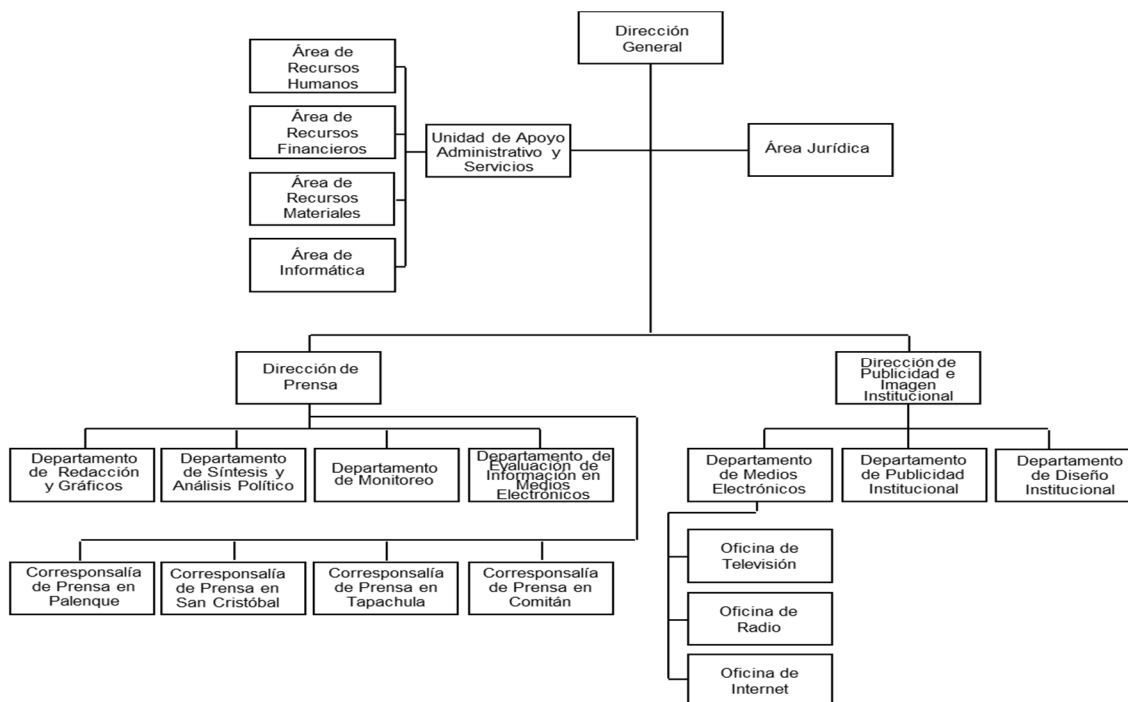 Dirección
General
Área de
Recursos
Humanos
Área de
Recursos
Financieros
Área de
Recursos
Materiales
Área de
Informática
Unidad de Apoyo
Administrativo y
Servicios
Área Jurídica
Dirección de
Prensa
Dirección de
Publicidad e
Imagen
Institucional
Departamento
de Redacción
y Gráficos
Departamento
de Síntesis y
Análisis Político
Departamento
de Monitoreo
Departamento de
Evaluación de
Información en
Medios
Electrónicos
Departamento
de Medios
Electrónicos
Departamento
de Publicidad
Institucional
Departamento
de Diseño
Institucional
Corresponsalía
de Prensa en
Palenque
Corresponsalía
de Prensa en
San Cristóbal
Corresponsalía
de Prensa en
Tapachula
Corresponsalía
de Prensa en
Comitán
Oficina de
Televisión
Oficina de
Radio
Oficina de
Internet